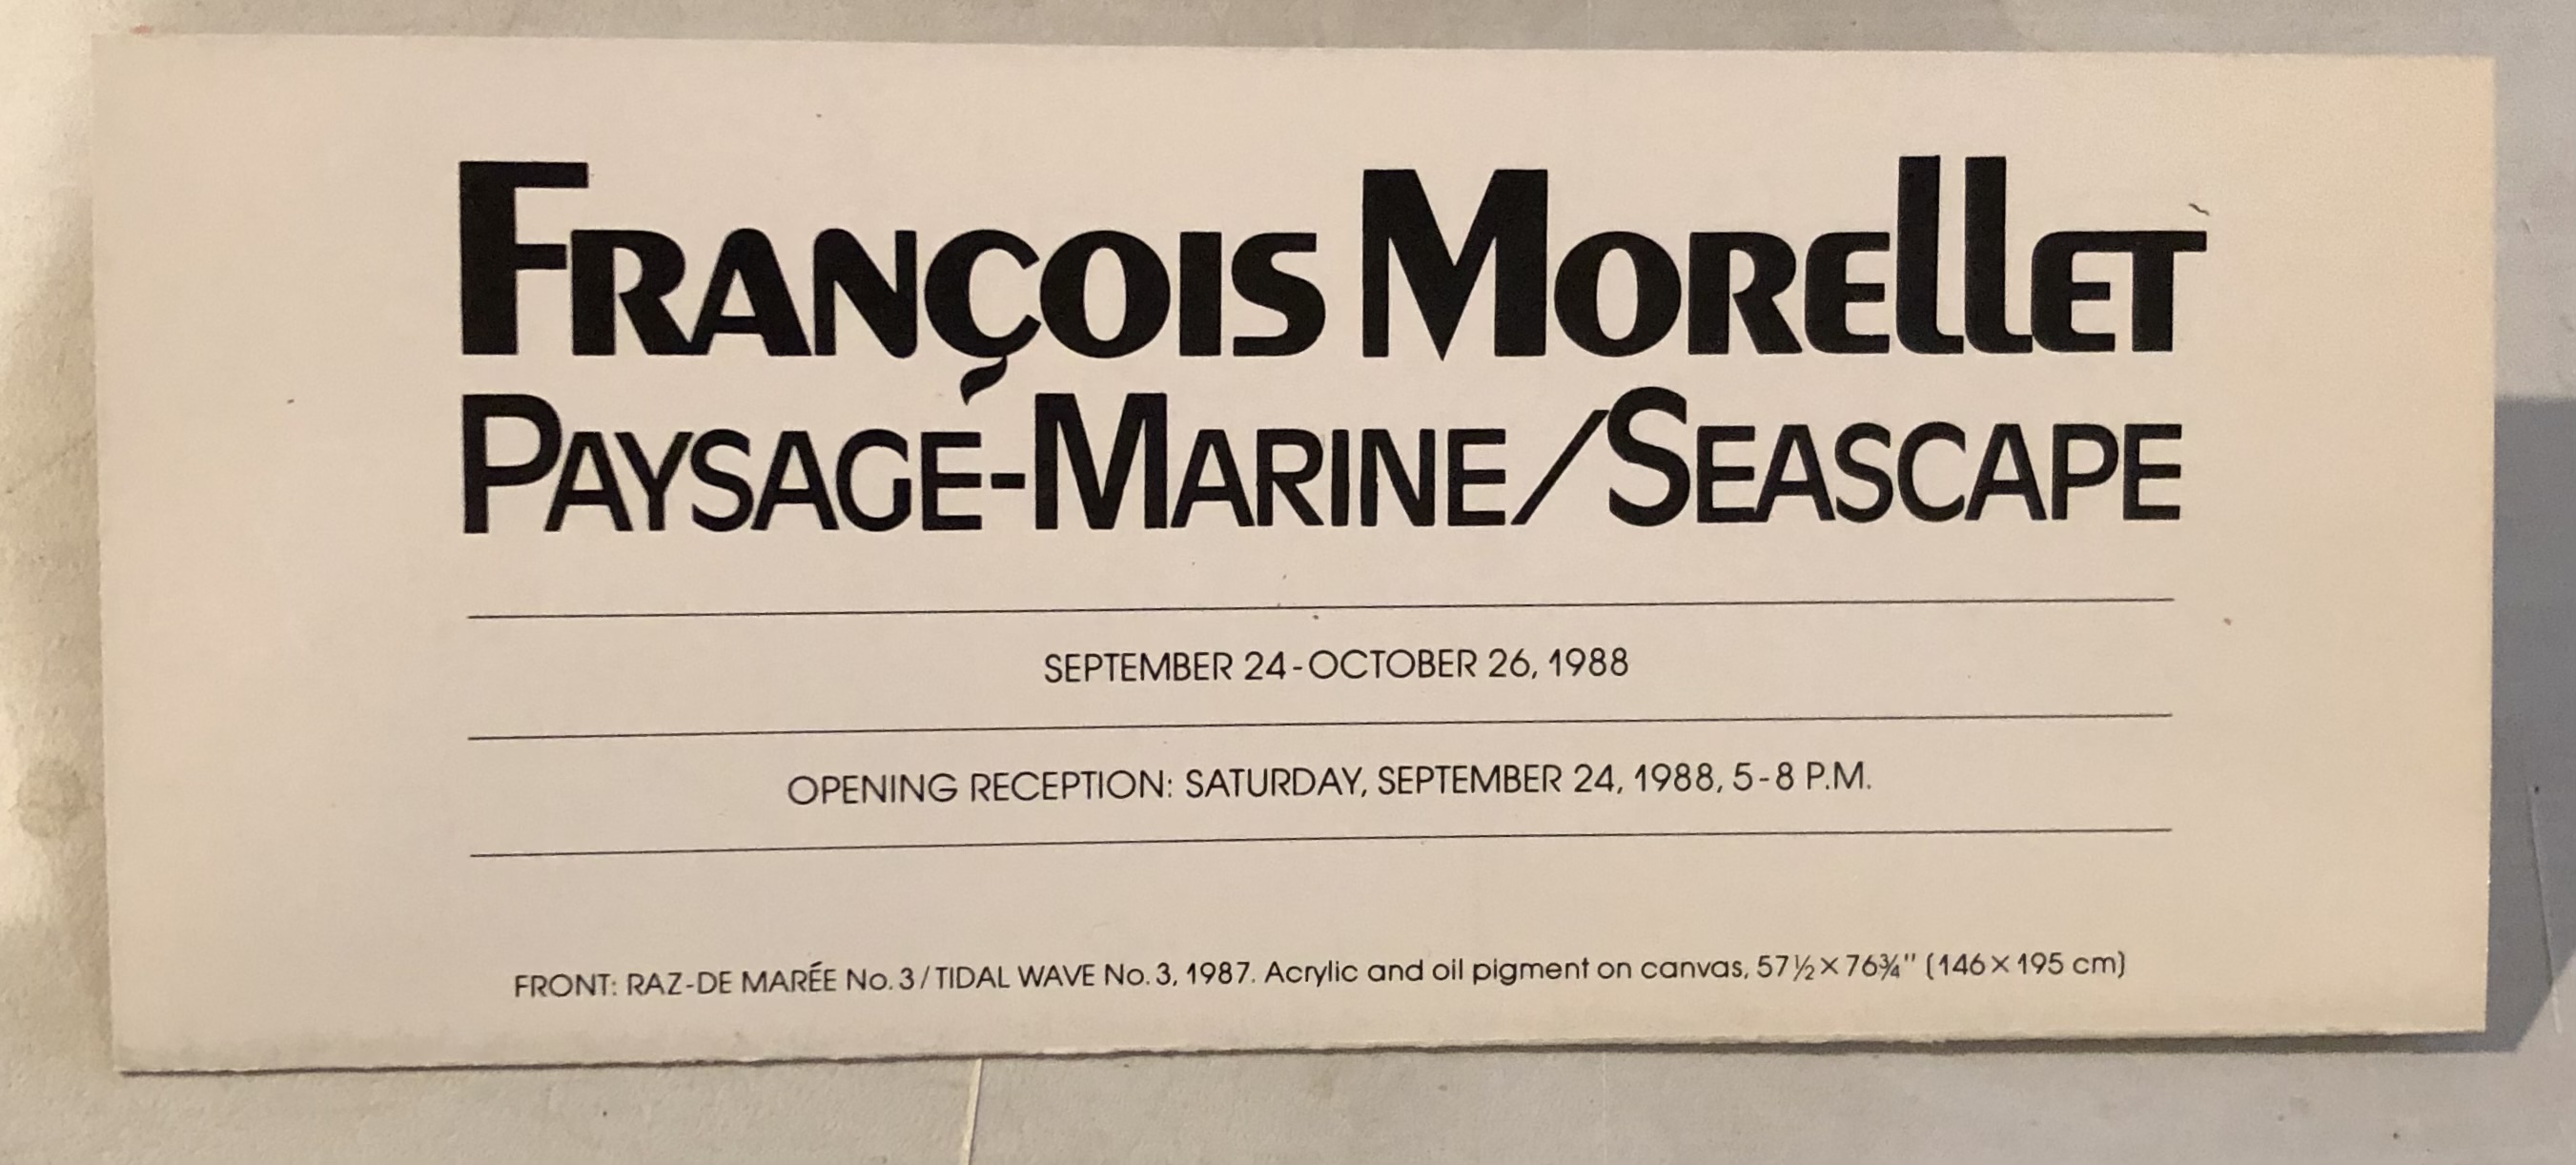 FRANÇOIS MORELLET
PAYSAGE-MARINE/SEASCAPE
SEPTEMBER 24-OCTOBER 26, 1988
OPENING RECEPTION: SATURDAY, SEPTEMBER 24, 1988, 5-8 P.M.
FRONT: RAZ-DE MARÉE No. 3/TIDAL WAVE No. 3, 1987. Acrylic and oil pigment on canvas, 57½×76¾" (146×195 cm)